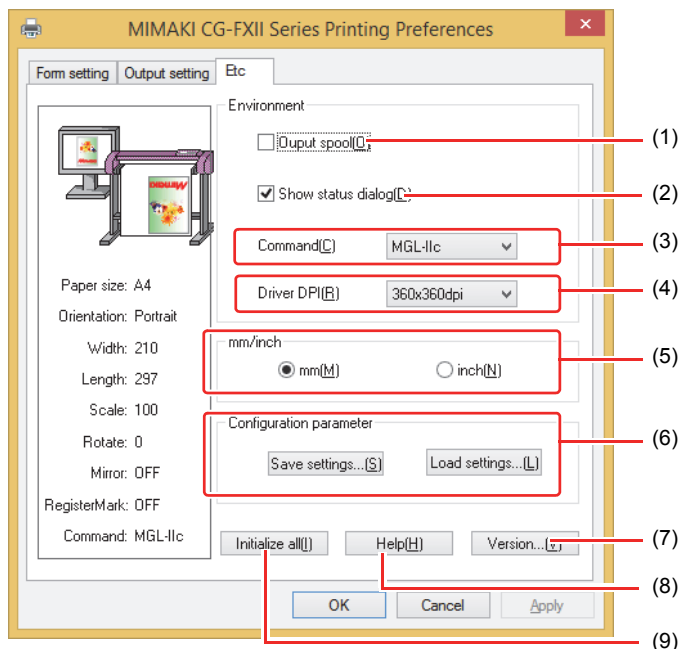 MIMAKI CG-FXII Series Printing Preferences
Form setting Output setting Etc
Environment
Ouput spool(O) (1)
Show status dialog(D) (2)
Command(C) MGL-IIc (3)
Driver DPI(R) 360x360dpi (4)
mm/inch
mm(M) inch(N) (5)
Configuration parameter
Save settings...(S) Load settings...(L) (6)
MIMAKI
Paper size: A4
Orientation: Portrait
Width: 210
Length: 297
Scale: 100
Rotate: 0
Mirror: OFF
RegisterMark: OFF
Command: MGL-IIc
Initialize all(I) Help(H) Version...(V) (7)
(8)
OK Cancel Apply
(9)